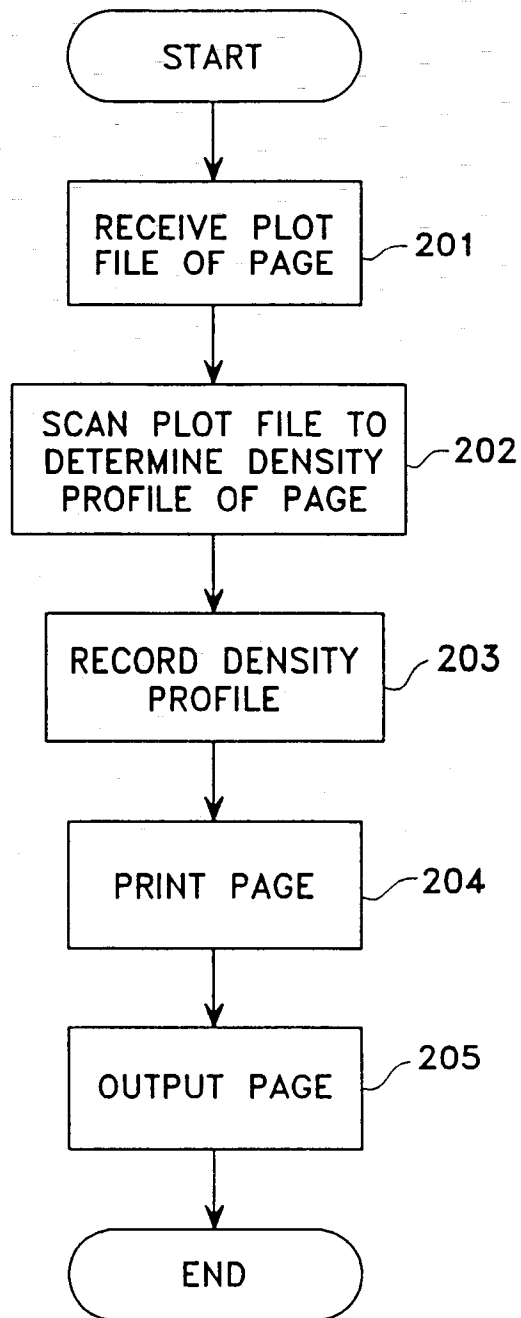 START
RECEIVE PLOT
FILE OF PAGE
201
SCAN PLOT FILE TO
DETERMINE DENSITY
PROFILE OF PAGE
202
RECORD DENSITY
PROFILE
203
PRINT PAGE
204
OUTPUT PAGE
205
END